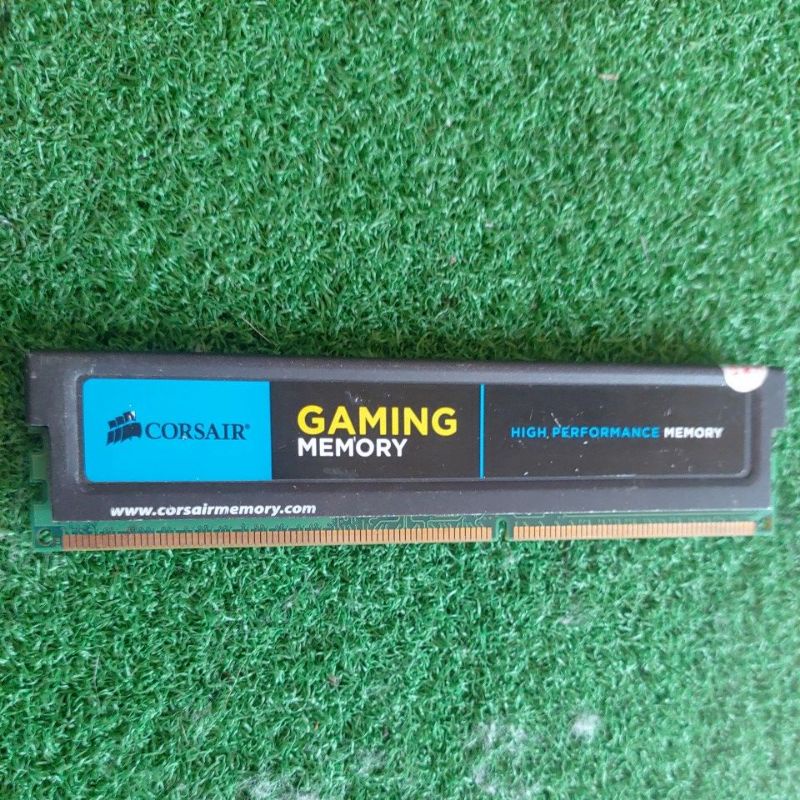 CORSAIR®
GAMING
MEMORY
HIGH PERFORMANCE MEMORY
www.corsairmemory.com